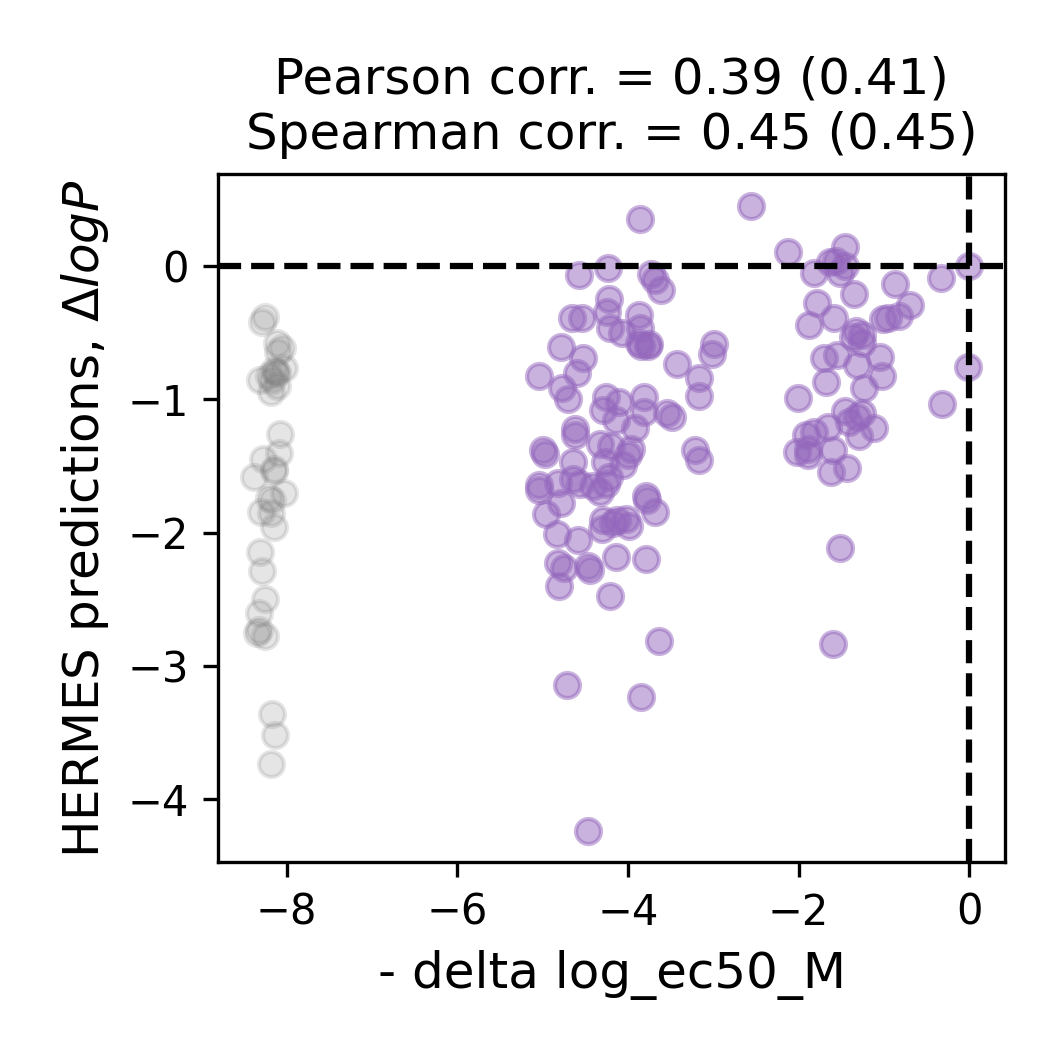 Pearson corr. = 0.39 (0.41)
Spearman corr. = 0.45 (0.45)
HERMES predictions, ΔlogP
0
−1
−2
−3
−4
−8
−6
−4
−2
0
- delta log_ec50_M